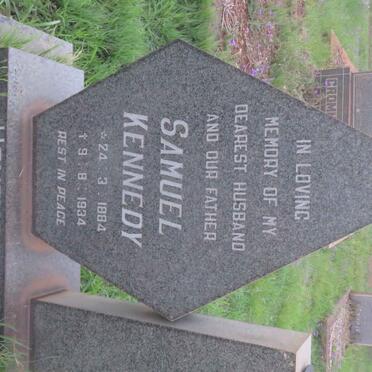 IN LOVING
MEMORY OF MY
DEAREST HUSBAND
AND OUR FATHER
SAMUEL
KENNEDY
☆ 24 · 3 · 1884
✝ 9 · 8 · 1934
REST IN PEACE